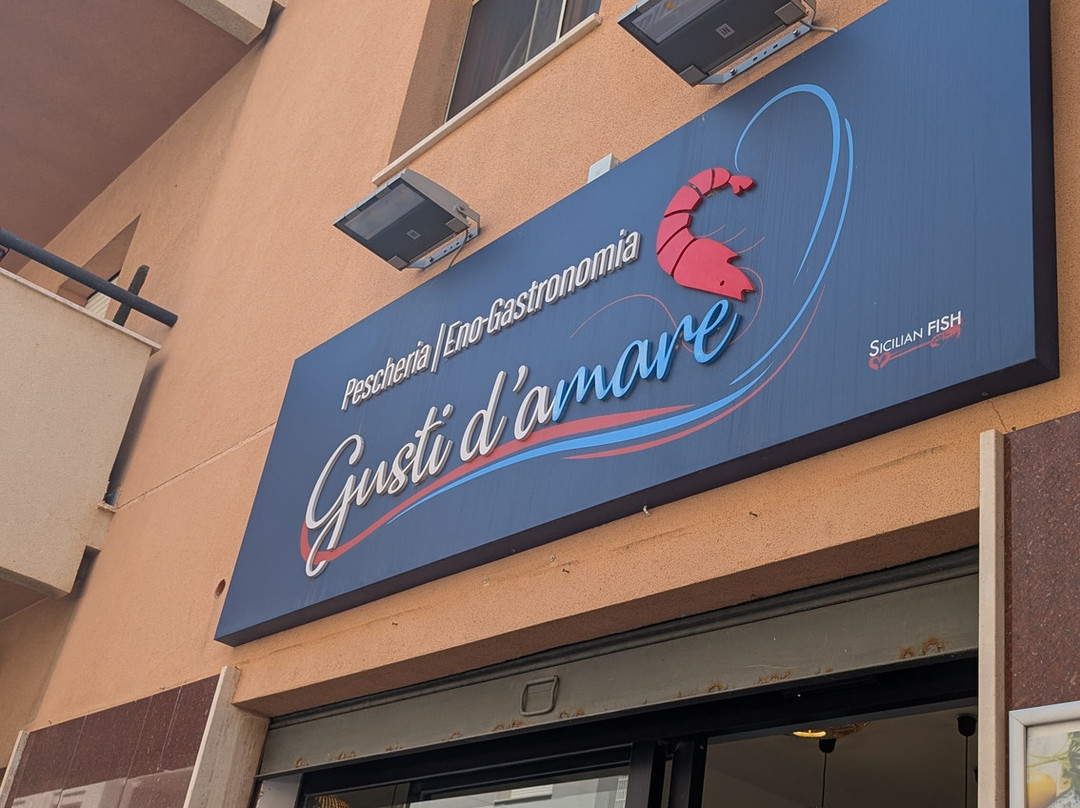 Pescheria | Eno-Gastronomia
Gusti d'amare
SICILIAN FISH